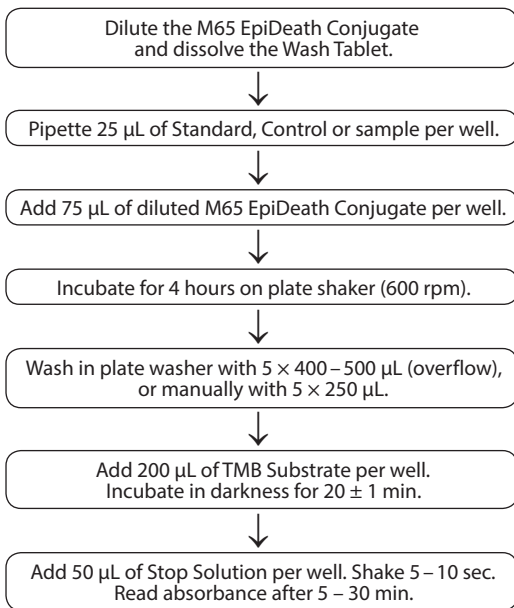 Dilute the M65 EpiDeath Conjugate
and dissolve the Wash Tablet.
Pipette 25 µL of Standard, Control or sample per well.
Add 75 µL of diluted M65 EpiDeath Conjugate per well.
Incubate for 4 hours on plate shaker (600 rpm).
Wash in plate washer with 5 × 400 – 500 µL (overflow),
or manually with 5 × 250 µL.
Add 200 µL of TMB Substrate per well.
Incubate in darkness for 20 ± 1 min.
Add 50 µL of Stop Solution per well. Shake 5 – 10 sec.
Read absorbance after 5 – 30 min.